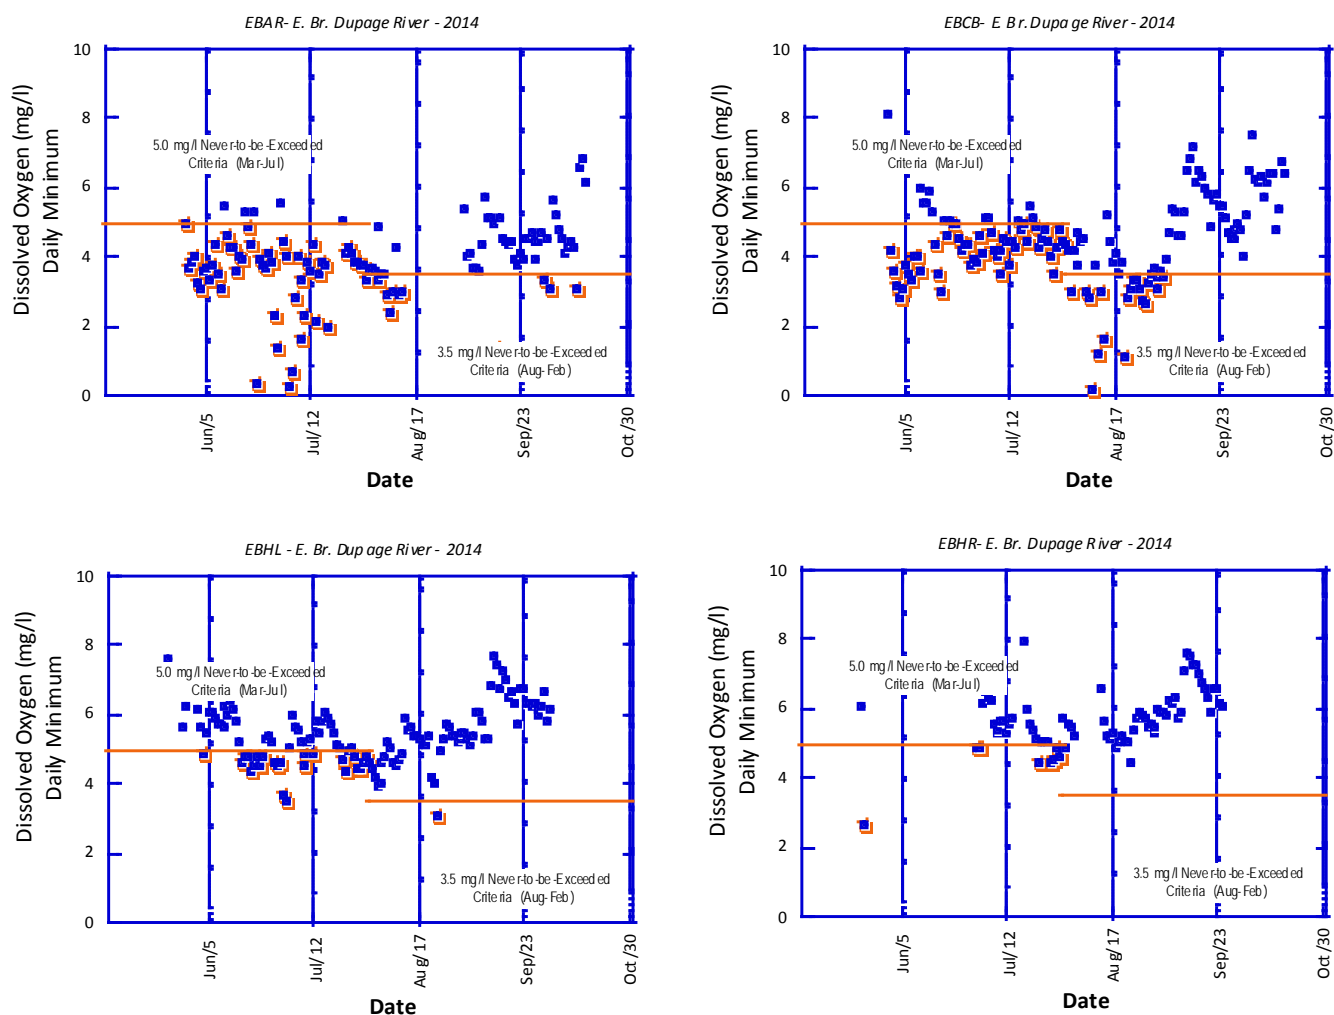 EBAR- E. Br. Dupage River - 2014
Dissolved Oxygen (mg/l)
Daily Minimum
10
8
6
4
2
0
5.0 mg/l Never-to-be-Exceeded
Criteria (Mar-Jul)
3.5 mg/l Never-to-be-Exceeded
Criteria (Aug-Feb)
Jun/5
Jul/12
Aug/17
Sep/23
Oct/30
Date
EBCB- E Br. Dupage River - 2014
Dissolved Oxygen (mg/l)
Daily Minimum
10
8
6
4
2
0
5.0 mg/l Never-to-be-Exceeded
Criteria (Mar-Jul)
3.5 mg/l Never-to-be-Exceeded
Criteria (Aug-Feb)
Jun/5
Jul/12
Aug/17
Sep/23
Oct/30
Date
EBHL - E. Br. Dupage River - 2014
Dissolved Oxygen (mg/l)
Daily Minimum
10
8
6
4
2
0
5.0 mg/l Never-to-be-Exceeded
Criteria (Mar-Jul)
3.5 mg/l Never-to-be-Exceeded
Criteria (Aug-Feb)
Jun/5
Jul/12
Aug/17
Sep/23
Oct/30
Date
EBHR- E. Br. Dupage River - 2014
Dissolved Oxygen (mg/l)
Daily Minimum
10
8
6
4
2
0
5.0 mg/l Never-to-be-Exceeded
Criteria (Mar-Jul)
3.5 mg/l Never-to-be-Exceeded
Criteria (Aug-Feb)
Jun/5
Jul/12
Aug/17
Sep/23
Oct/30
Date